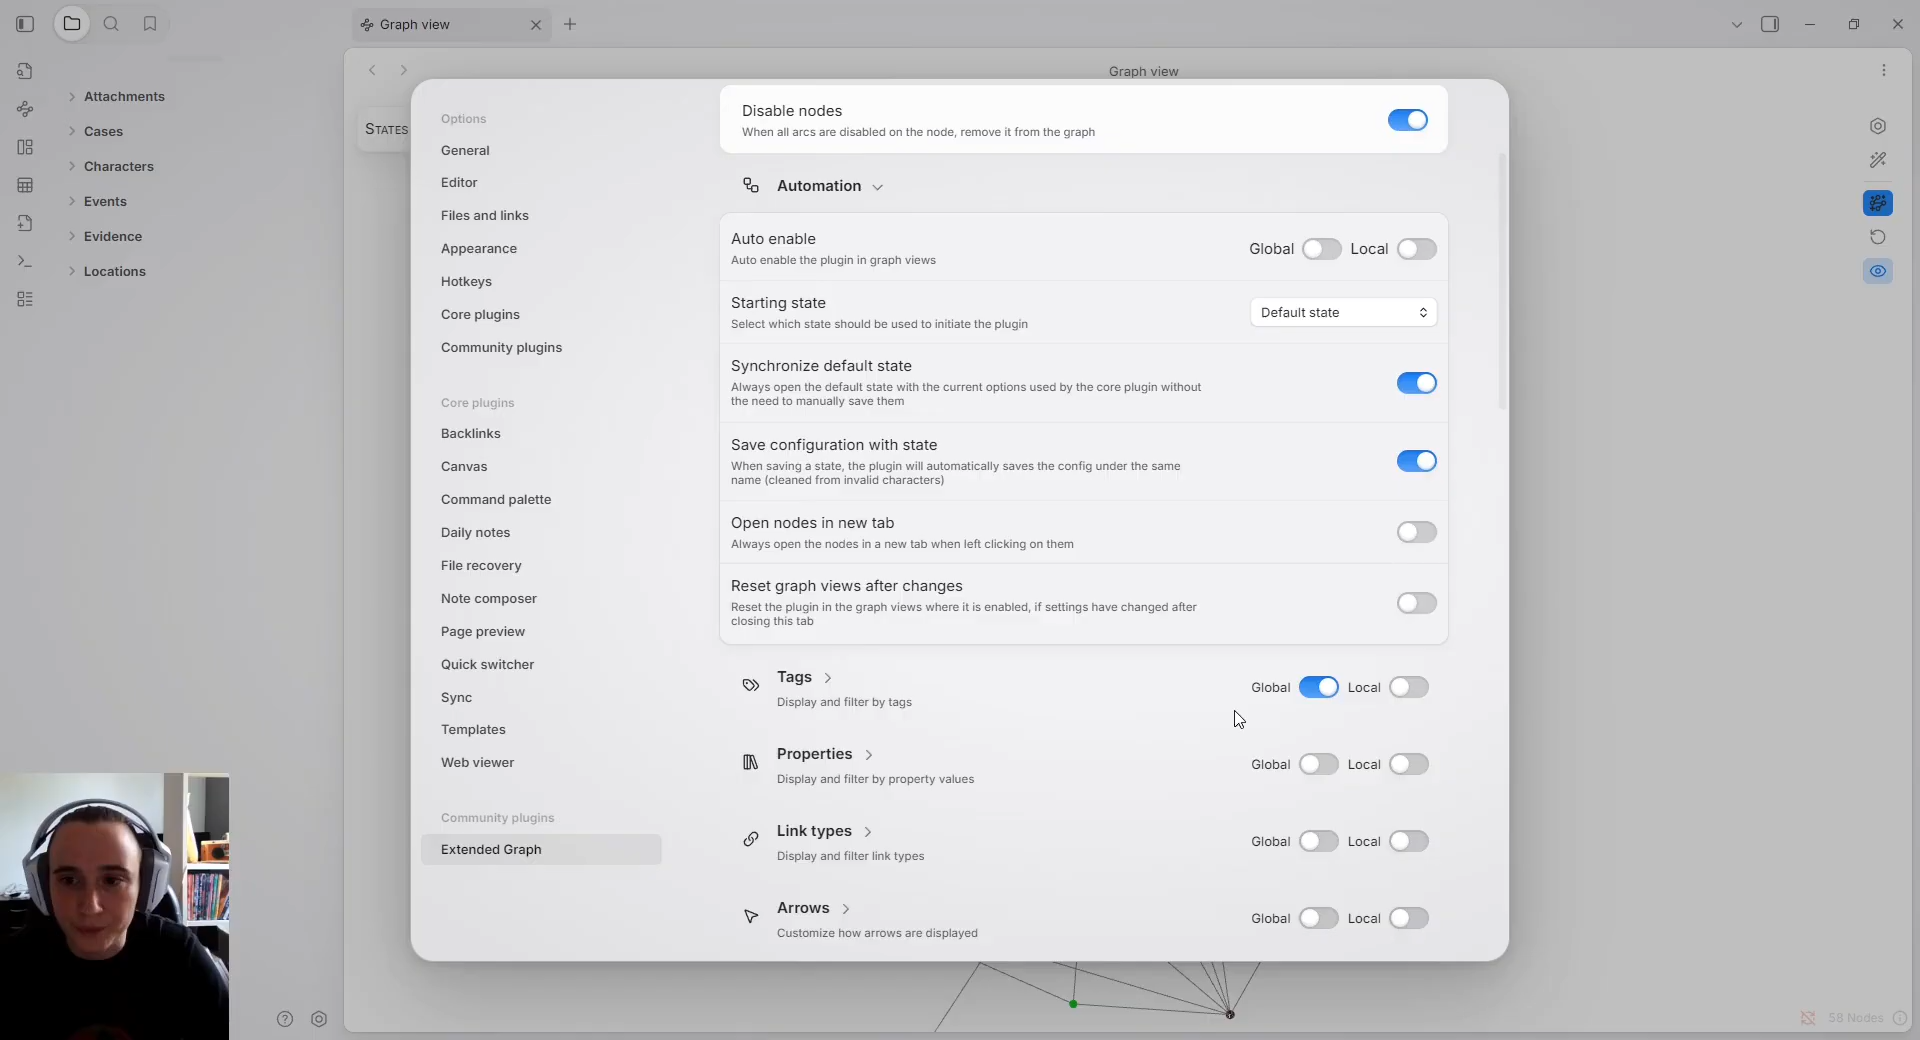 Graph view
Graph view
Attachments
Cases
Characters
Events
Evidence
Locations
STATES
Options
General
Editor
Files and links
Appearance
Hotkeys
Core plugins
Community plugins
Core plugins
Backlinks
Canvas
Command palette
Daily notes
File recovery
Note composer
Page preview
Quick switcher
Sync
Templates
Web viewer
Community plugins
Extended Graph
Disable nodes
When all arcs are disabled on the node, remove it from the graph
Automation
Auto enable
Auto enable the plugin in graph views
Global Local
Starting state
Select which state should be used to initiate the plugin
Default state
Synchronize default state
Always open the default state with the current options used by the core plugin without
the need to manually save them
Save configuration with state
When saving a state, the plugin will automatically saves the config under the same
name (cleaned from invalid characters)
Open nodes in new tab
Always open the nodes in a new tab when left clicking on them
Reset graph views after changes
Reset the plugin in the graph views where it is enabled, if settings have changed after
closing this tab
Tags
Display and filter by tags
Global Local
Properties
Display and filter by property values
Global Local
Link types
Display and filter link types
Global Local
Arrows
Customize how arrows are displayed
Global Local
58 Nodes